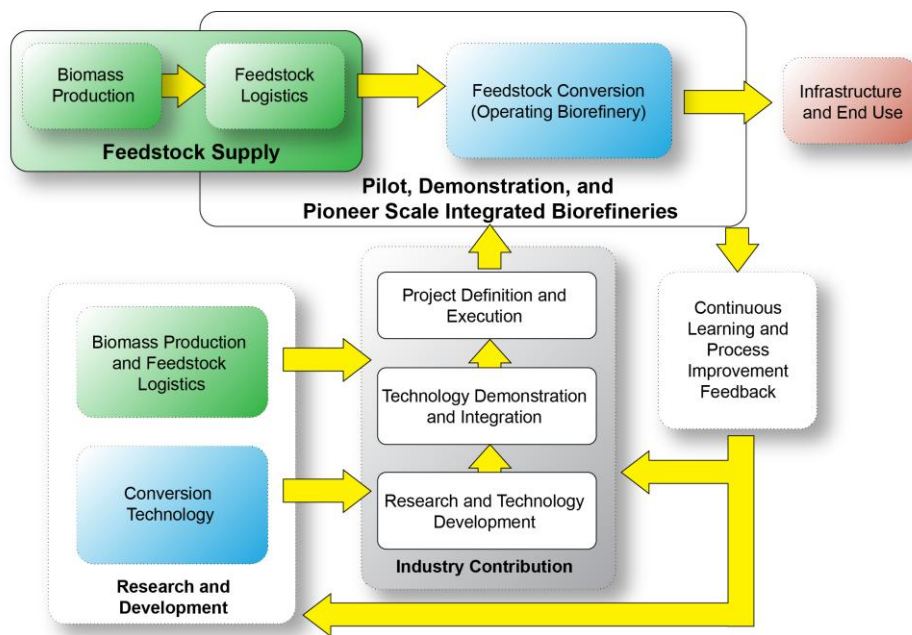 Biomass
Production
Feedstock
Logistics
Feedstock Supply
Feedstock Conversion
(Operating Biorefinery)
Infrastructure
and End Use
Pilot, Demonstration, and
Pioneer Scale Integrated Biorefineries
Biomass Production
and Feedstock
Logistics
Conversion
Technology
Research and
Development
Project Definition and
Execution
Technology Demonstration
and Integration
Research and Technology
Development
Industry Contribution
Continuous
Learning and
Process
Improvement
Feedback